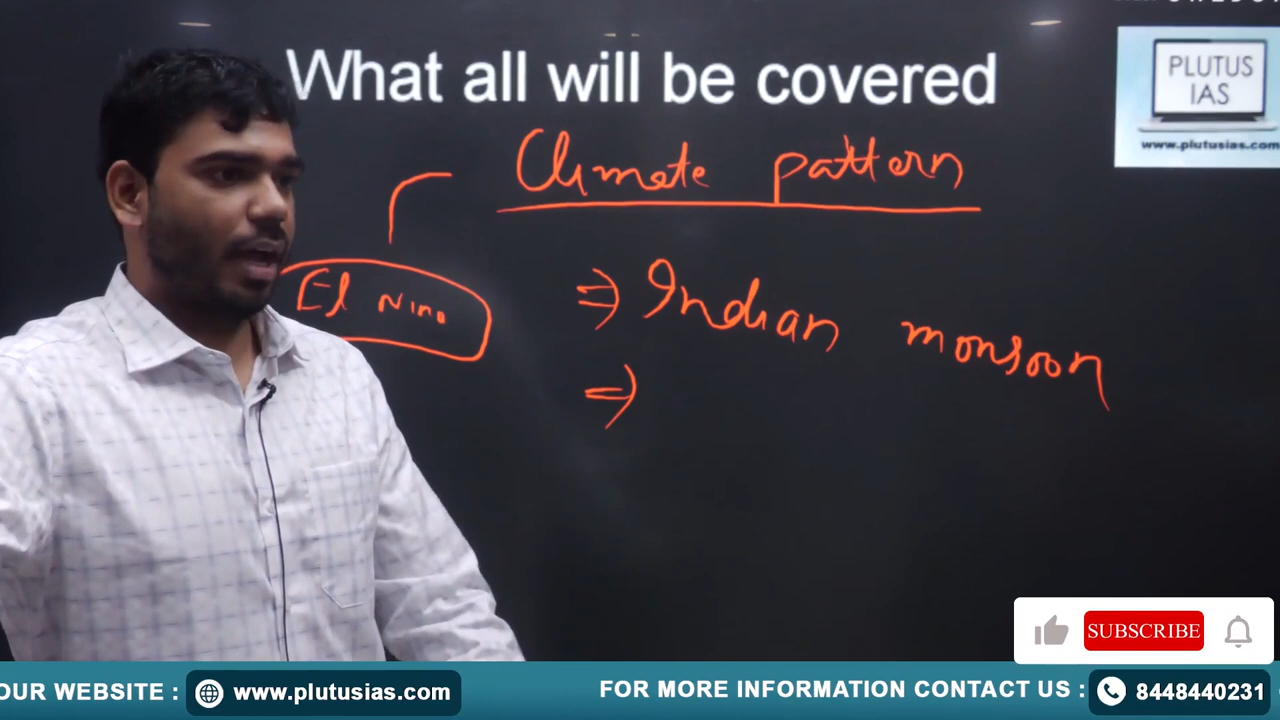 What all will be covered
PLUTUS
IAS
www.plutusias.com
Climate pattern
El Nino
⇒ Indian monsoon
⇒
SUBSCRIBE
OUR WEBSITE : www.plutusias.com
FOR MORE INFORMATION CONTACT US : 8448440231